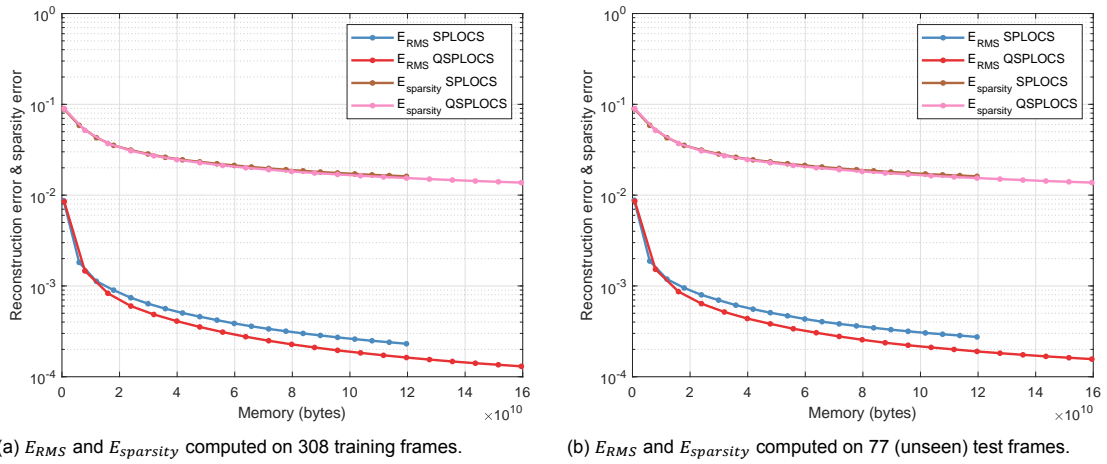 10^0
10^-1
10^-2
10^-3
10^-4
Reconstruction error & sparsity error
E_RMS SPLOCS
E_RMS QSPLOCS
E_sparsity SPLOCS
E_sparsity QSPLOCS
0 2 4 6 8 10 12 14 16
Memory (bytes)
×10^10
(a) E_RMS and E_sparsity computed on 308 training frames.
10^0
10^-1
10^-2
10^-3
10^-4
Reconstruction error & sparsity error
E_RMS SPLOCS
E_RMS QSPLOCS
E_sparsity SPLOCS
E_sparsity QSPLOCS
0 2 4 6 8 10 12 14 16
Memory (bytes)
×10^10
(b) E_RMS and E_sparsity computed on 77 (unseen) test frames.